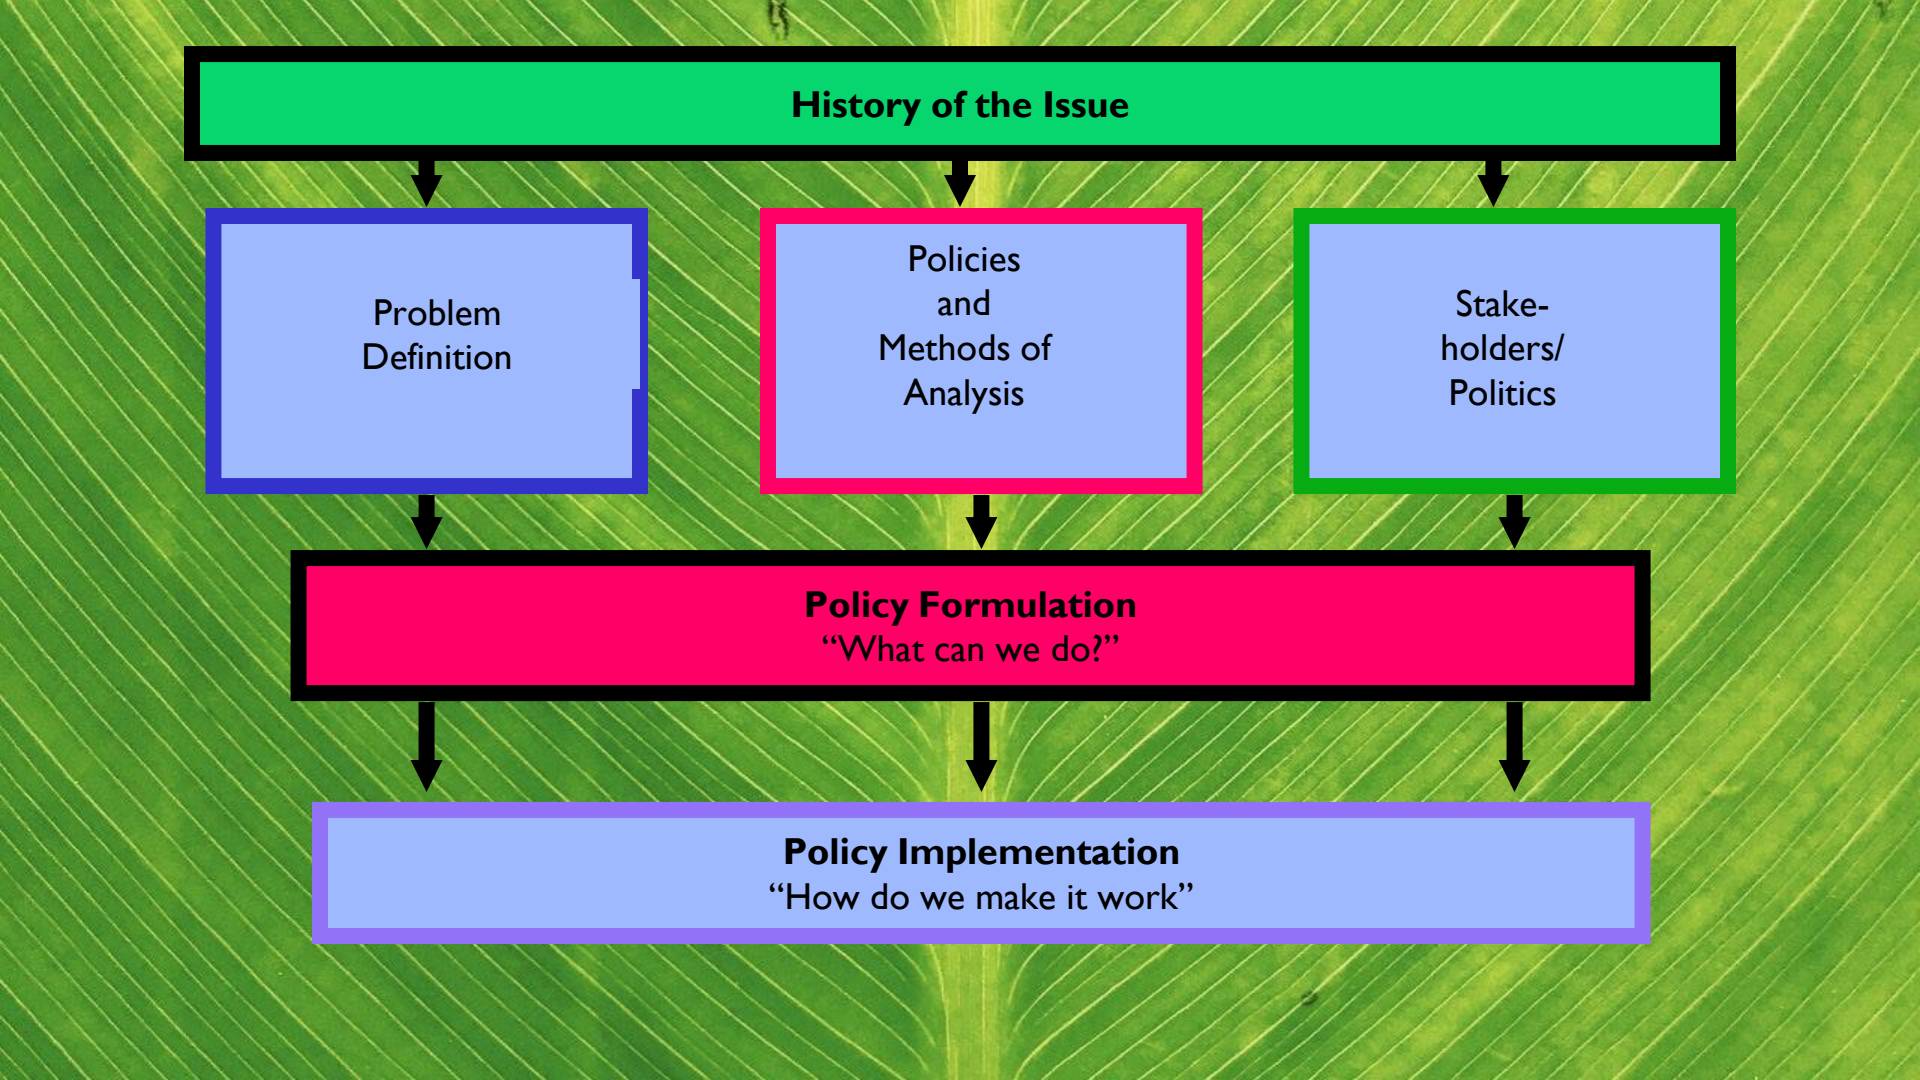 History of the Issue
Problem
Definition
Policies
and
Methods of
Analysis
Stake-
holders/
Politics
Policy Formulation
“What can we do?”
Policy Implementation
“How do we make it work”